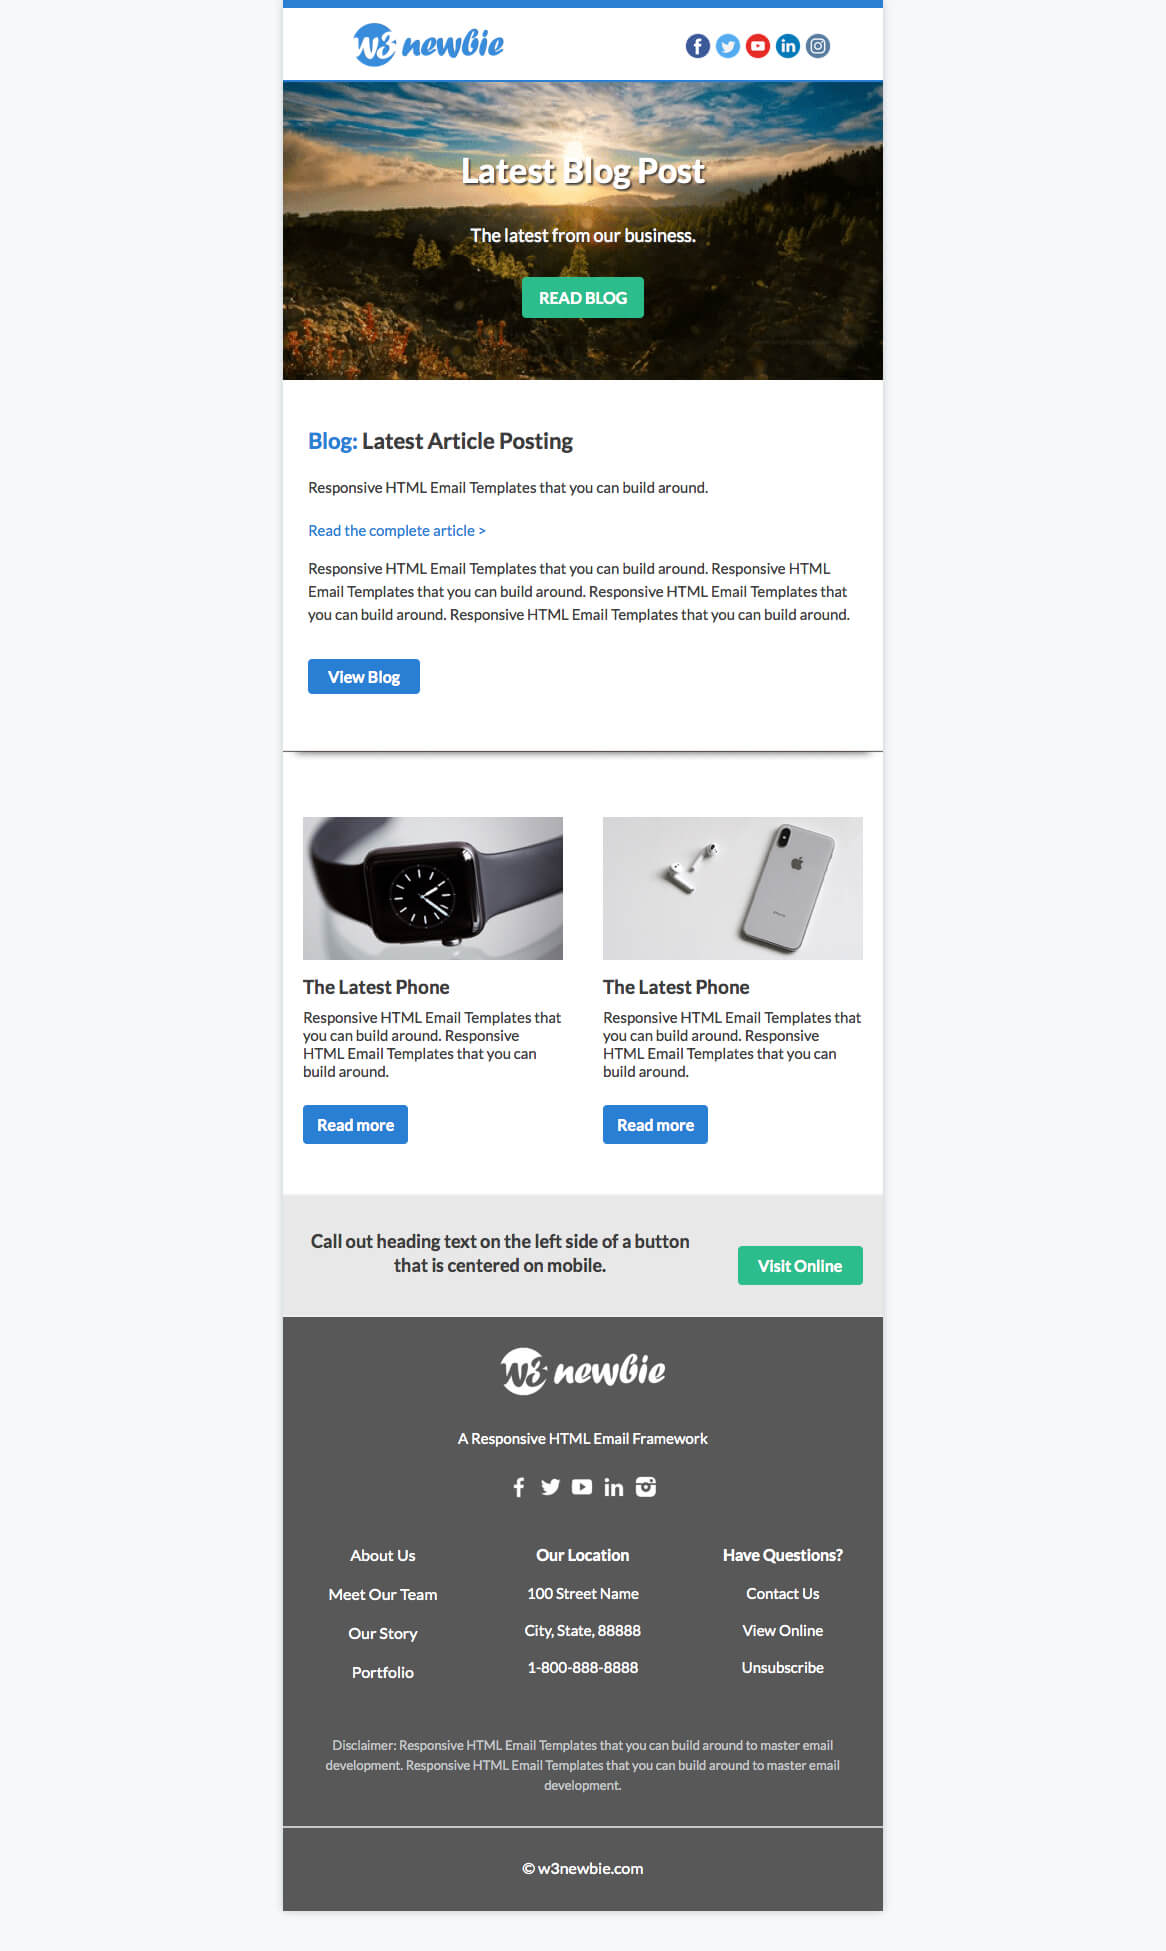 w3 newbie
Latest Blog Post
The latest from our business.
READ BLOG
Blog: Latest Article Posting
Responsive HTML Email Templates that you can build around.
Read the complete article >
Responsive HTML Email Templates that you can build around. Responsive HTML
Email Templates that you can build around. Responsive HTML Email Templates that
you can build around. Responsive HTML Email Templates that you can build around.
View Blog
The Latest Phone
Responsive HTML Email Templates that
you can build around. Responsive
HTML Email Templates that you can
build around.
Read more
The Latest Phone
Responsive HTML Email Templates that
you can build around. Responsive
HTML Email Templates that you can
build around.
Read more
Call out heading text on the left side of a button
that is centered on mobile.
Visit Online
w3 newbie
A Responsive HTML Email Framework
About Us
Meet Our Team
Our Story
Portfolio
Our Location
100 Street Name
City, State, 88888
1-800-888-8888
Have Questions?
Contact Us
View Online
Unsubscribe
Disclaimer: Responsive HTML Email Templates that you can build around to master email
development. Responsive HTML Email Templates that you can build around to master email
development.
© w3newbie.com